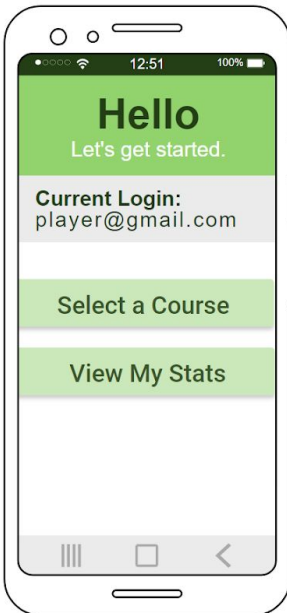 12:51
100%
Hello
Let's get started.
Current Login:
player@gmail.com
Select a Course
View My Stats